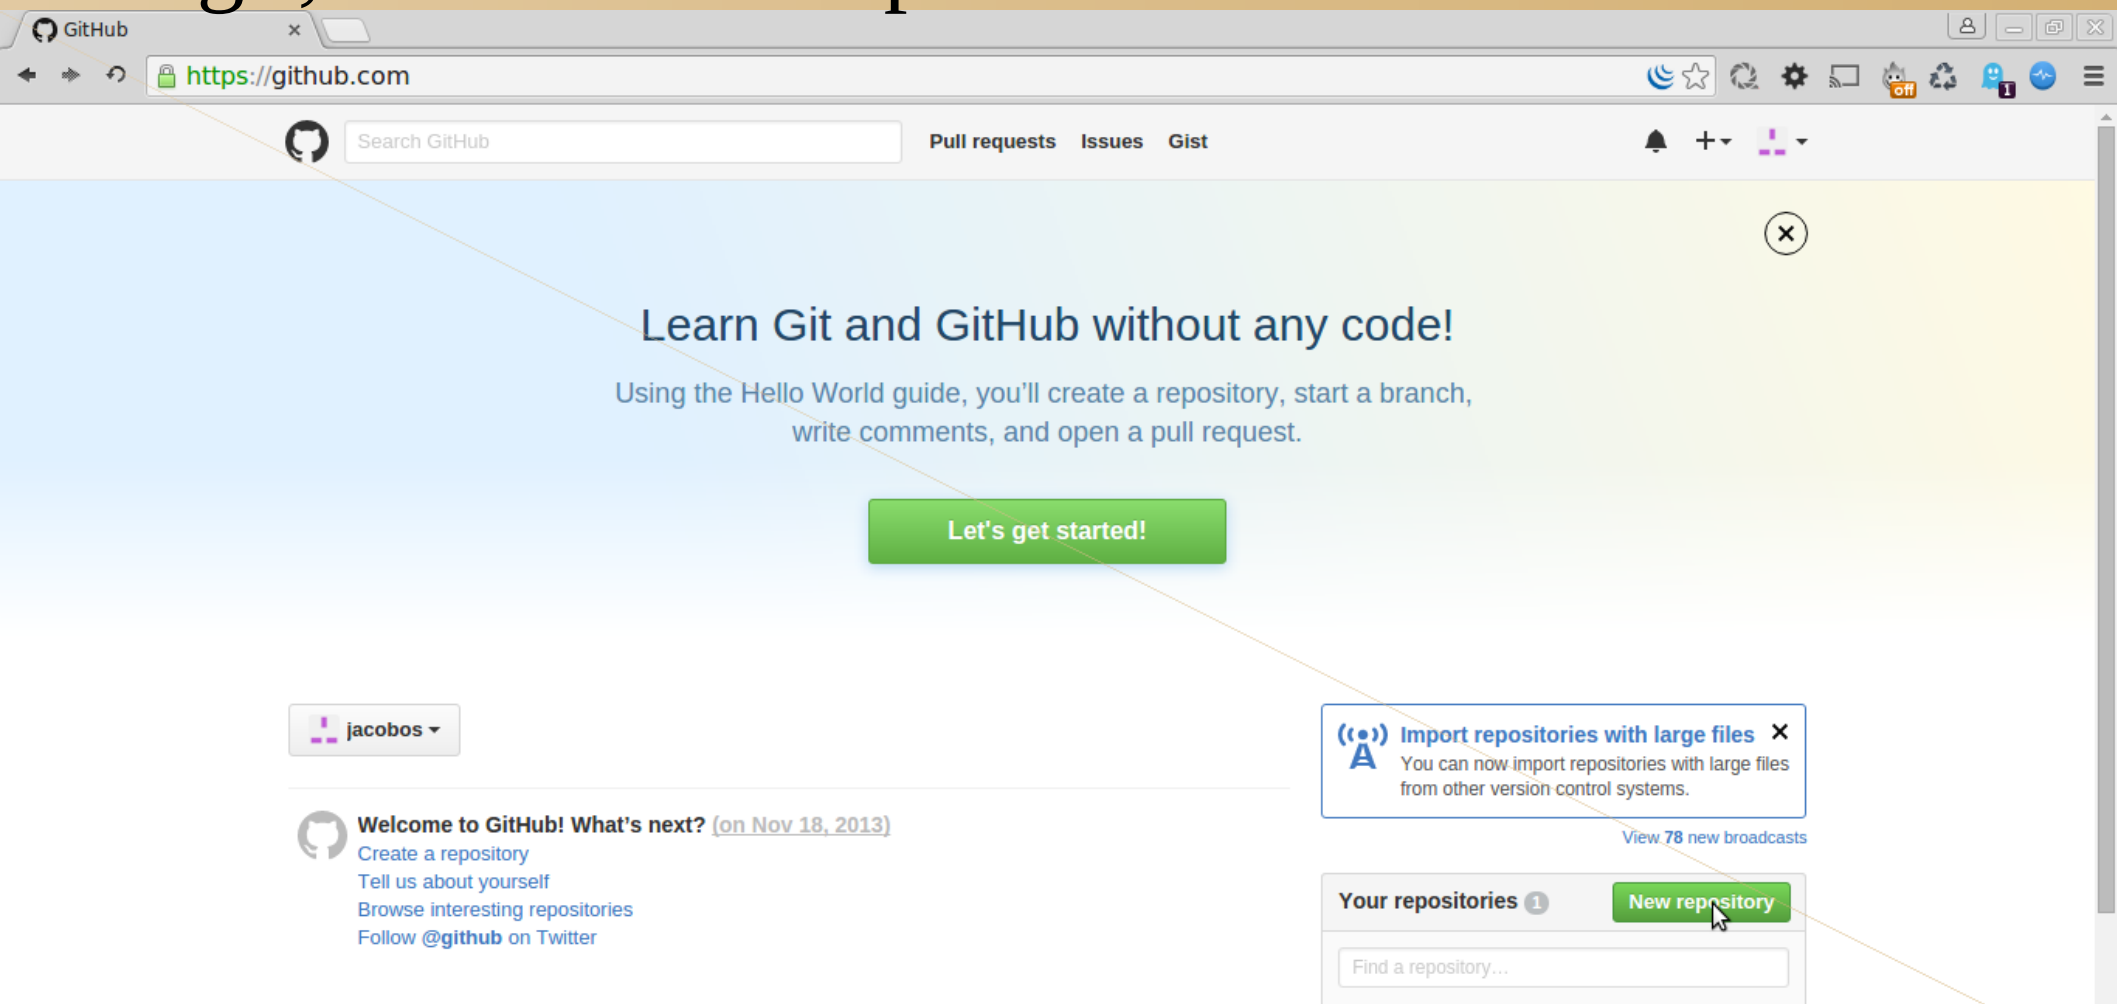 GitHub
https://github.com
off
1
Search GitHub
Pull requests Issues Gist
Learn Git and GitHub without any code!
Using the Hello World guide, you’ll create a repository, start a branch,
write comments, and open a pull request.
Let's get started!
jacobos
Import repositories with large files
You can now import repositories with large files
from other version control systems.
View 78 new broadcasts
Welcome to GitHub! What’s next? (on Nov 18, 2013)
Create a repository
Tell us about yourself
Browse interesting repositories
Follow @github on Twitter
Your repositories 1
New repository
Find a repository…